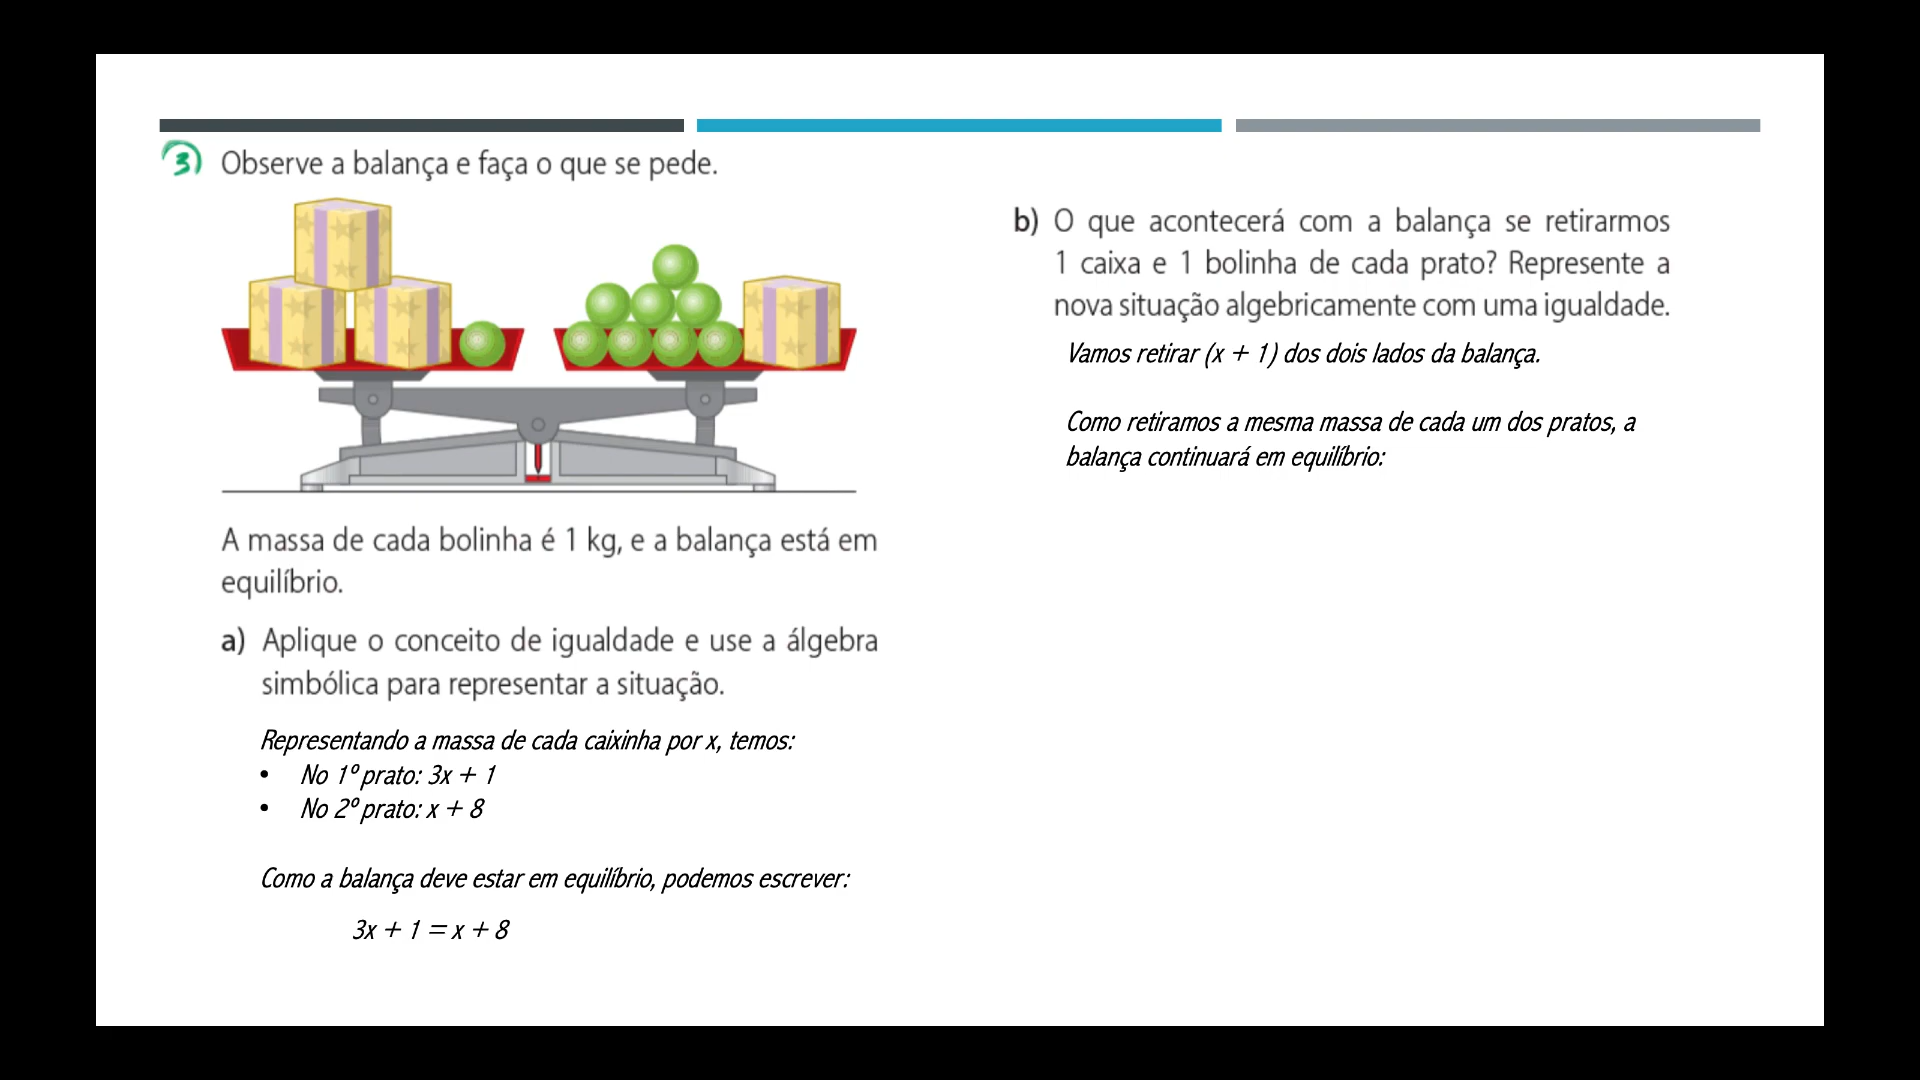 3 Observe a balança e faça o que se pede.
A massa de cada bolinha é 1 kg, e a balança está em
equilíbrio.
a) Aplique o conceito de igualdade e use a álgebra
simbólica para representar a situação.
Representando a massa de cada caixinha por x, temos:
• No 1º prato: 3x + 1
• No 2º prato: x + 8
Como a balança deve estar em equilíbrio, podemos escrever:
3x + 1 = x + 8
b) O que acontecerá com a balança se retirarmos
1 caixa e 1 bolinha de cada prato? Represente a
nova situação algebricamente com uma igualdade.
Vamos retirar (x + 1) dos dois lados da balança.
Como retiramos a mesma massa de cada um dos pratos, a
balança continuará em equilíbrio: